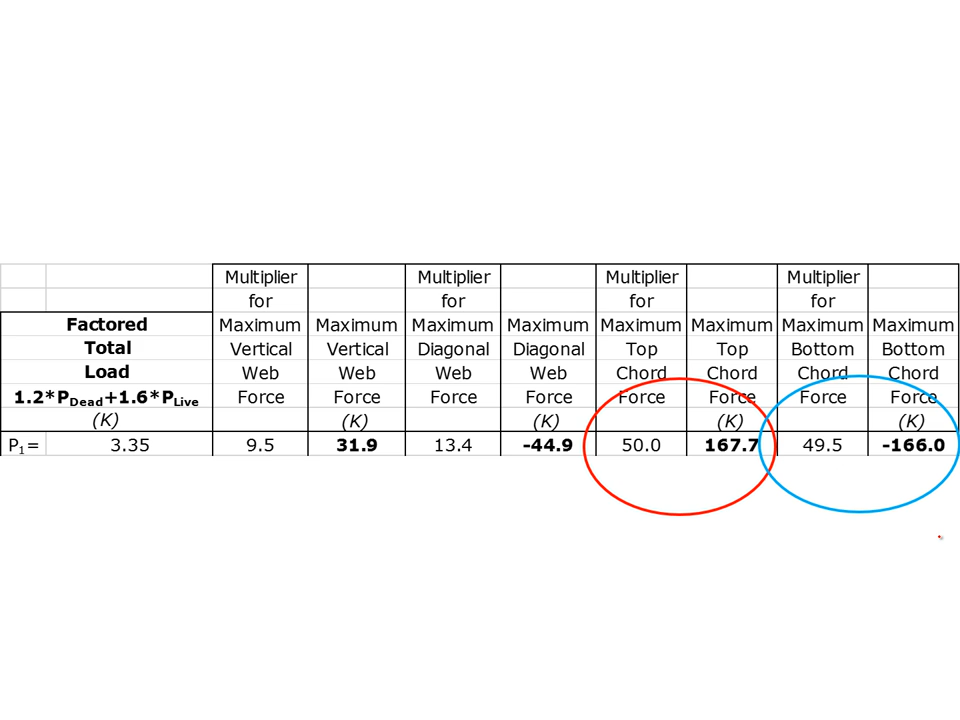 Multiplier Multiplier Multiplier Multiplier
for for for for
Factored Maximum Maximum Maximum Maximum Maximum Maximum Maximum Maximum
Total Vertical Vertical Diagonal Diagonal Top Top Bottom Bottom
Load Web Web Web Web Chord Chord Chord Chord
1.2*PDead+1.6*PLive Force Force Force Force Force Force Force Force
(K) (K) (K) (K) (K)
P1= 3.35 9.5 31.9 13.4 -44.9 50.0 167.7 49.5 -166.0